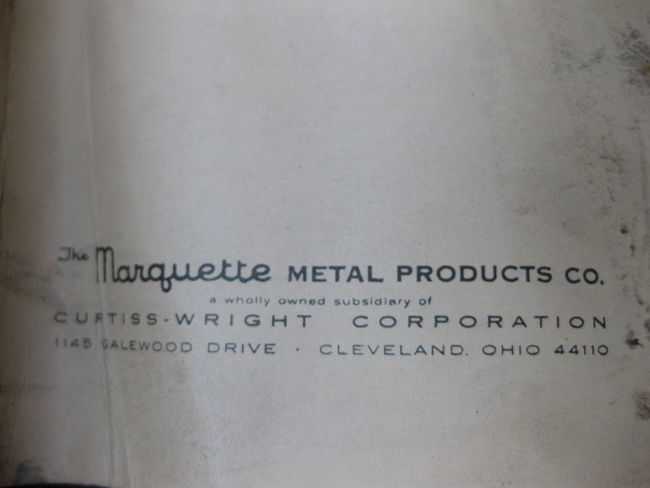 The Marquette METAL PRODUCTS CO.
a wholly owned subsidiary of
CURTISS-WRIGHT CORPORATION
1145 GALEWOOD DRIVE · CLEVELAND, OHIO 44110